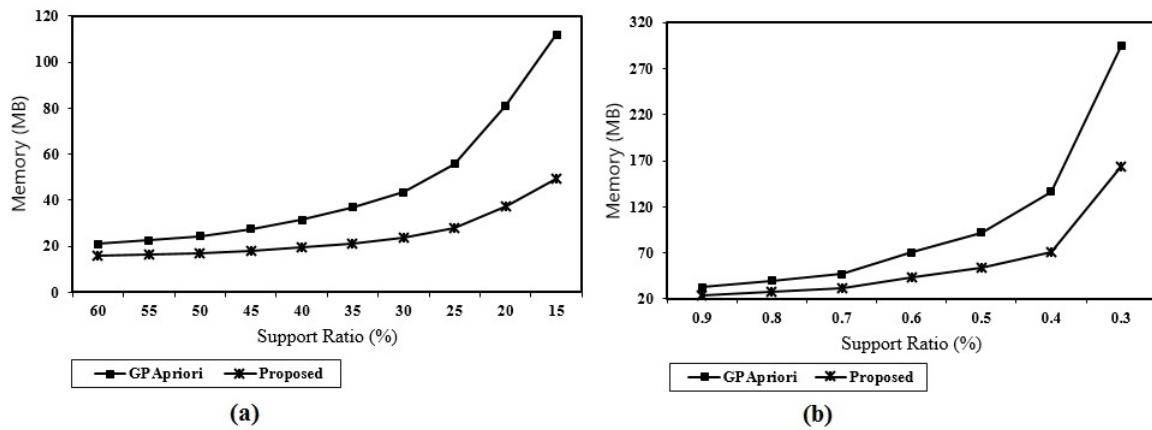 120
100
80
60
40
20
0
Memory (MB)
60 55 50 45 40 35 30 25 20 15
Support Ratio (%)
GPApriori Proposed
(a)
320
270
220
170
120
70
20
Memory (MB)
0.9 0.8 0.7 0.6 0.5 0.4 0.3
Support Ratio (%)
GPApriori Proposed
(b)